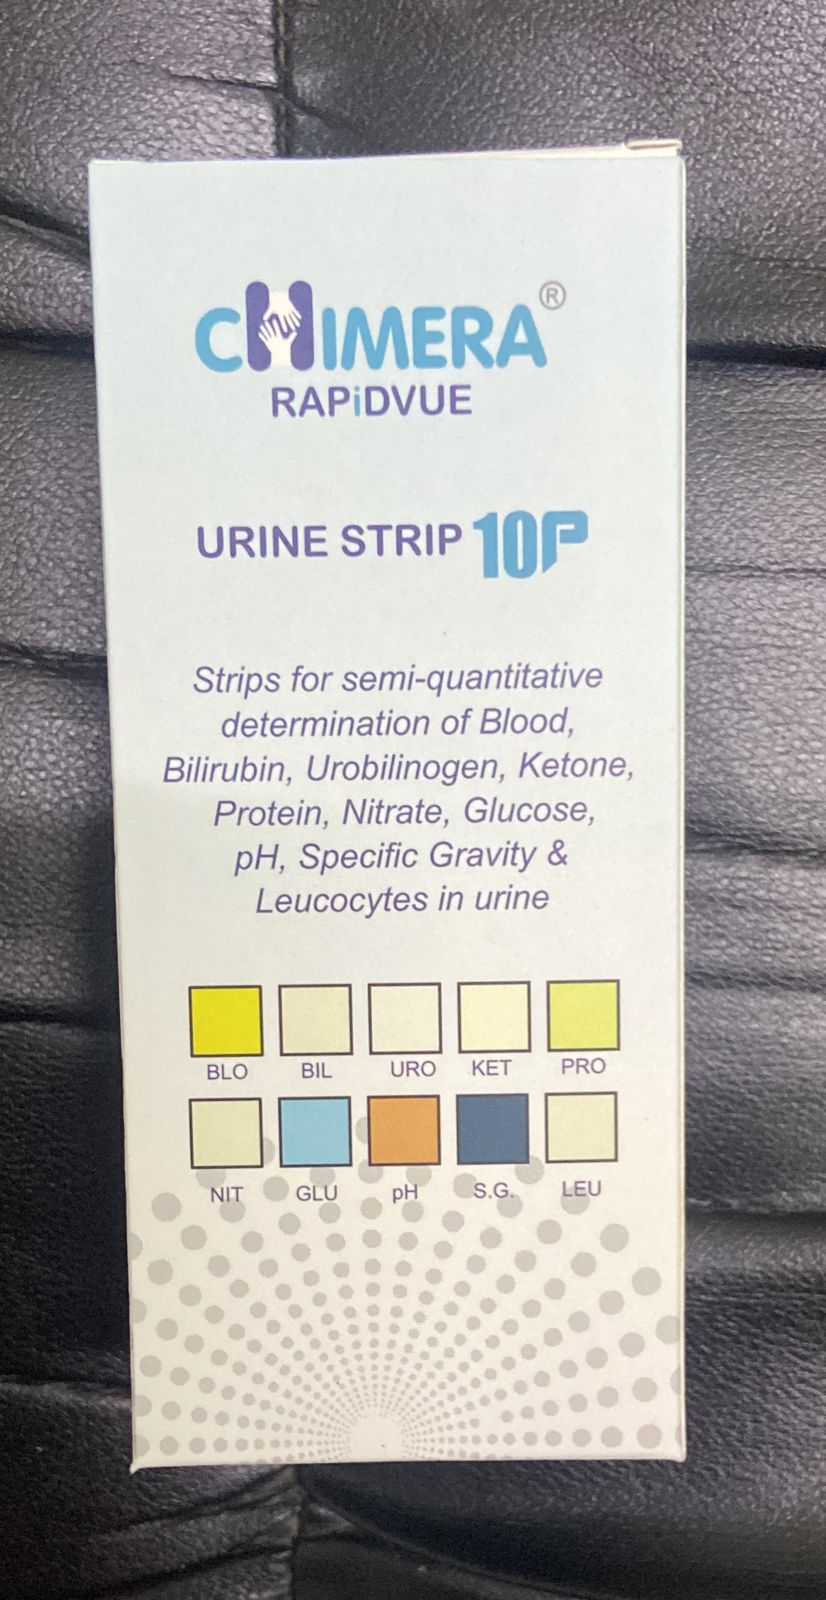 CHIMERA®
RAPiDVUE
URINE STRIP 10P
Strips for semi-quantitative
determination of Blood,
Bilirubin, Urobilinogen, Ketone,
Protein, Nitrate, Glucose,
pH, Specific Gravity &
Leucocytes in urine
BLO BIL URO KET PRO
NIT GLU pH S.G. LEU